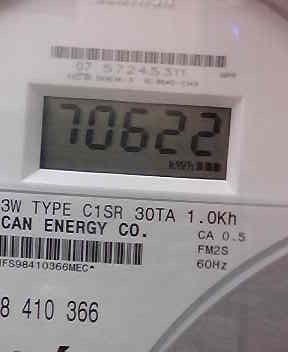 07 57245311
70622
kWh
3W TYPE C1SR 30TA 1.0Kh
CAN ENERGY CO.
CA 0.5
FM2S
60Hz
IFS98410366MEC*
8 410 366